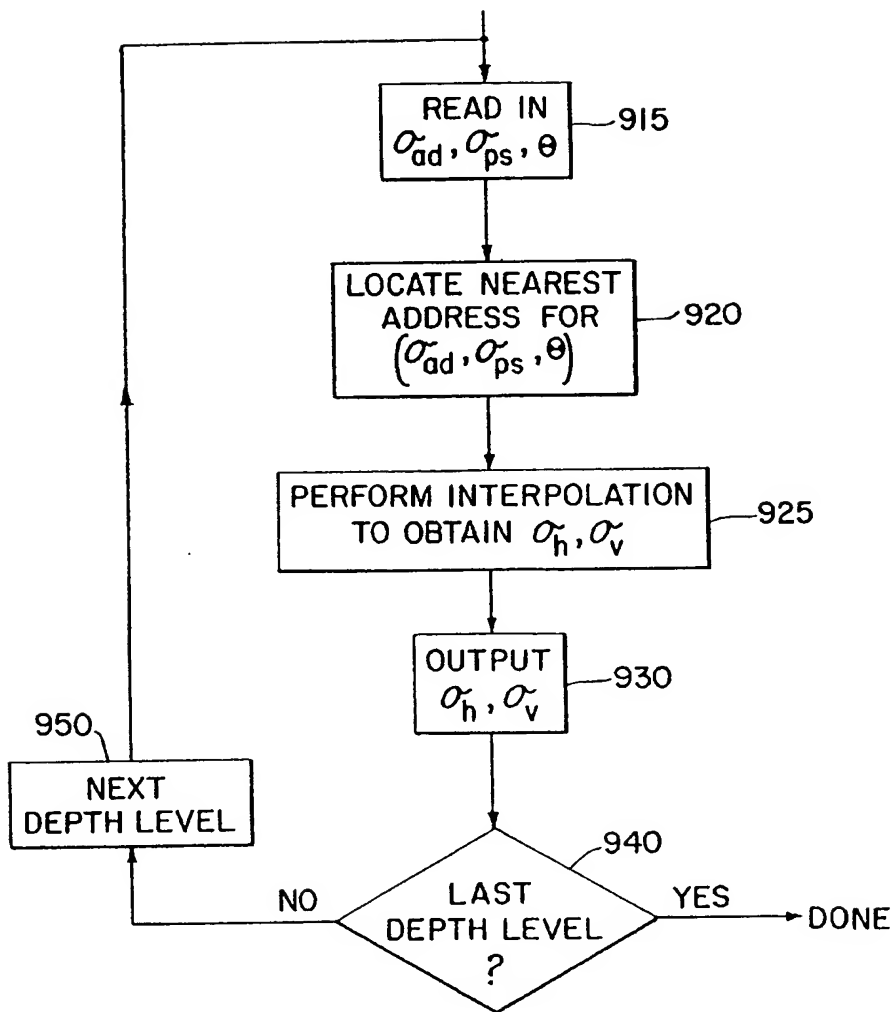 READ IN
σad, σps, θ
915
LOCATE NEAREST
ADDRESS FOR
(σad, σps, θ)
920
PERFORM INTERPOLATION
TO OBTAIN σh, σv
925
OUTPUT
σh, σv
930
950
NEXT
DEPTH LEVEL
940
LAST
DEPTH LEVEL
?
NO
YES
DONE